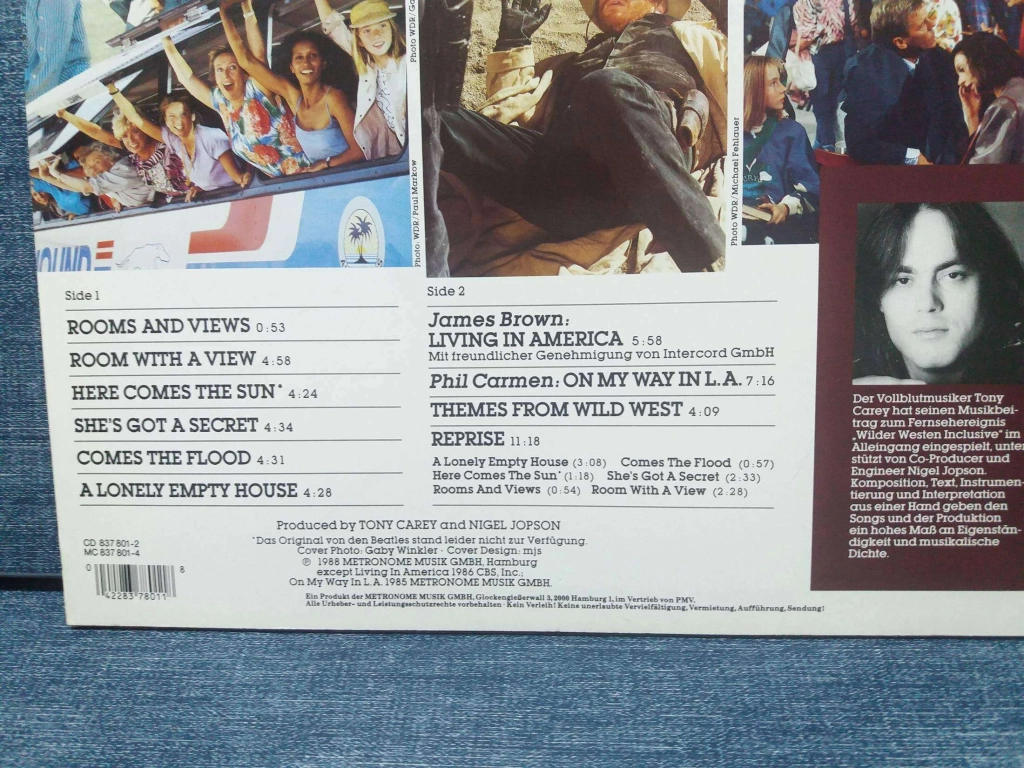 Photo WDR/
Photo: WDR/Paul Markow
Photo WDR/Michael Fehlauer
OUND
Side 1
ROOMS AND VIEWS 0:53
ROOM WITH A VIEW 4:58
HERE COMES THE SUN* 4:24
SHE'S GOT A SECRET 4:34
COMES THE FLOOD 4:31
A LONELY EMPTY HOUSE 4:28
Side 2
James Brown:
LIVING IN AMERICA 5:58
Mit freundlicher Genehmigung von Intercord GmbH
Phil Carmen: ON MY WAY IN L.A. 7:16
THEMES FROM WILD WEST 4:09
REPRISE 11:18
A Lonely Empty House (3:08) Comes The Flood (0:57)
Here Comes The Sun* (1:18) She's Got A Secret (2:33)
Rooms And Views (0:54) Room With A View (2:28)
Produced by TONY CAREY and NIGEL JOPSON
*Das Original von den Beatles stand leider nicht zur Verfügung.
Cover Photo: Gaby Winkler · Cover Design: mjs
℗ 1988 METRONOME MUSIK GMBH, Hamburg
except Living In America 1986 CBS, Inc.;
On My Way In L.A. 1985 METRONOME MUSIK GMBH.
Ein Produkt der METRONOME MUSIK GMBH, Glockengießerwall 3, 2000 Hamburg 1, im Vertrieb von PMV.
Alle Urheber- und Leistungsschutzrechte vorbehalten · Kein Verleih! Keine unerlaubte Vervielfältigung, Vermietung, Aufführung, Sendung!
CD 837 801-2
MC 837 801-4
0 42283 78011 8
Der Vollblutmusiker Tony
Carey hat seinen Musikbei-
trag zum Fernsehereignis
„Wilder Westen Inclusive" im
Alleingang eingespielt, unter-
stützt von Co-Producer und
Engineer Nigel Jopson.
Komposition, Text, Instrumen-
tierung und Interpretation
aus einer Hand geben den
Songs und der Produktion
ein hohes Maß an Eigenstän-
digkeit und musikalische
Dichte.